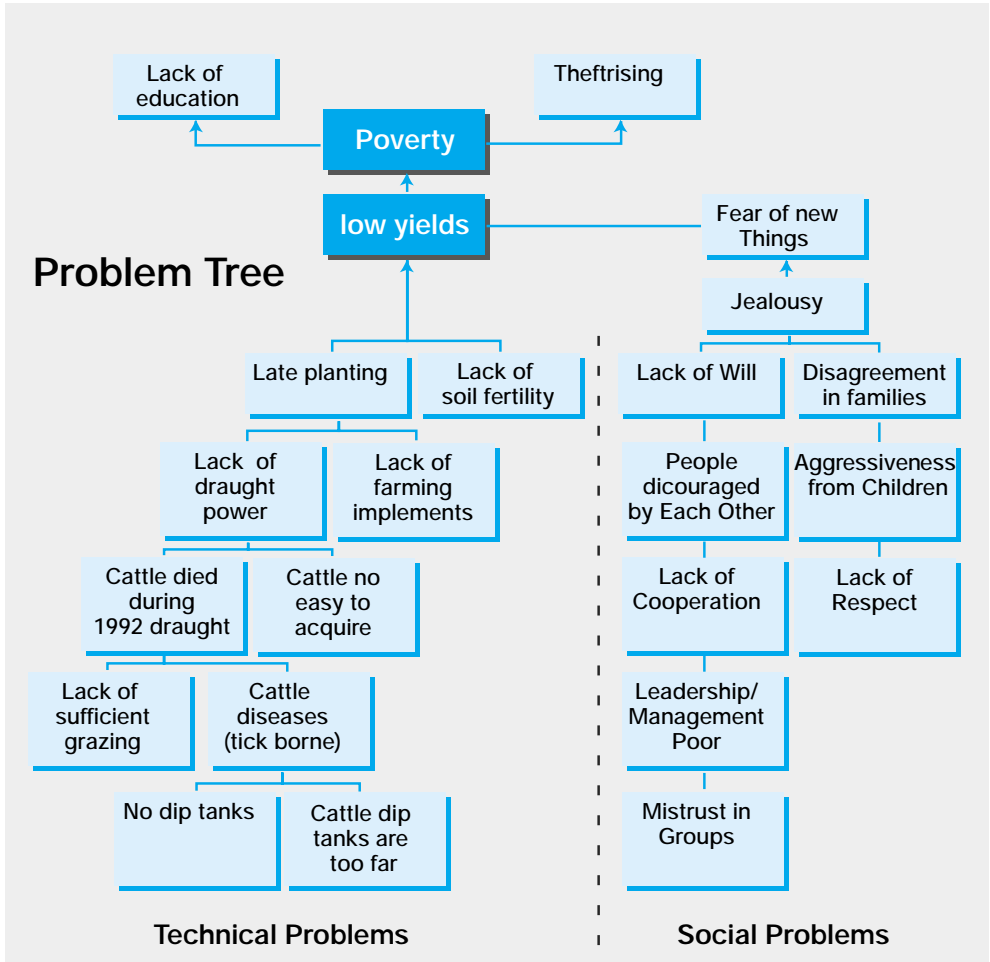 Lack of
education
Theftrising
Poverty
low yields
Fear of new
Things
Problem Tree
Jealousy
Late planting
Lack of
soil fertility
Lack of Will
Disagreement
in families
Lack of
draught
power
Lack of
farming
implements
People
dicouraged
by Each Other
Aggressiveness
from Children
Cattle died
during
1992 draught
Cattle no
easy to
acquire
Lack of
Cooperation
Lack of
Respect
Lack of
sufficient
grazing
Cattle
diseases
(tick borne)
Leadership/
Management
Poor
No dip tanks
Cattle dip
tanks are
too far
Mistrust in
Groups
Technical Problems
Social Problems